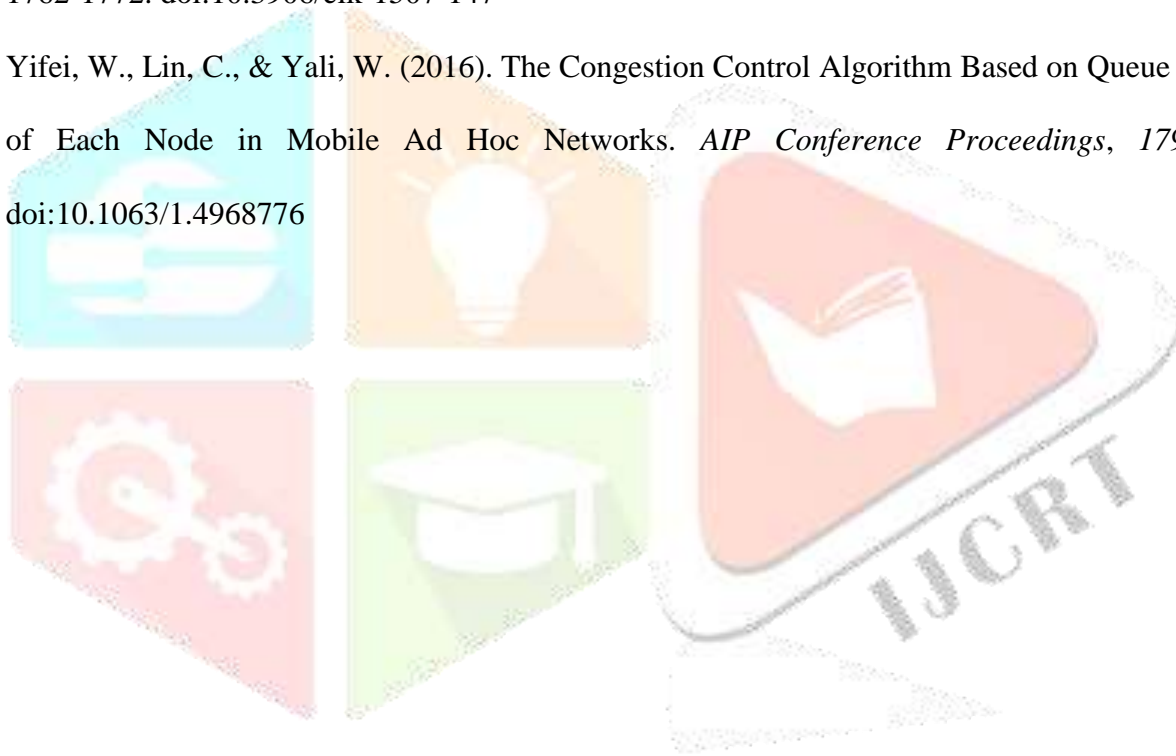 Yifei, W., Lin, C., & Yali, W. (2016). The Congestion Control Algorithm Based on Queue
of Each Node in Mobile Ad Hoc Networks. AIP Conference Proceedings, 179
doi:10.1063/1.4968776
IJCRT